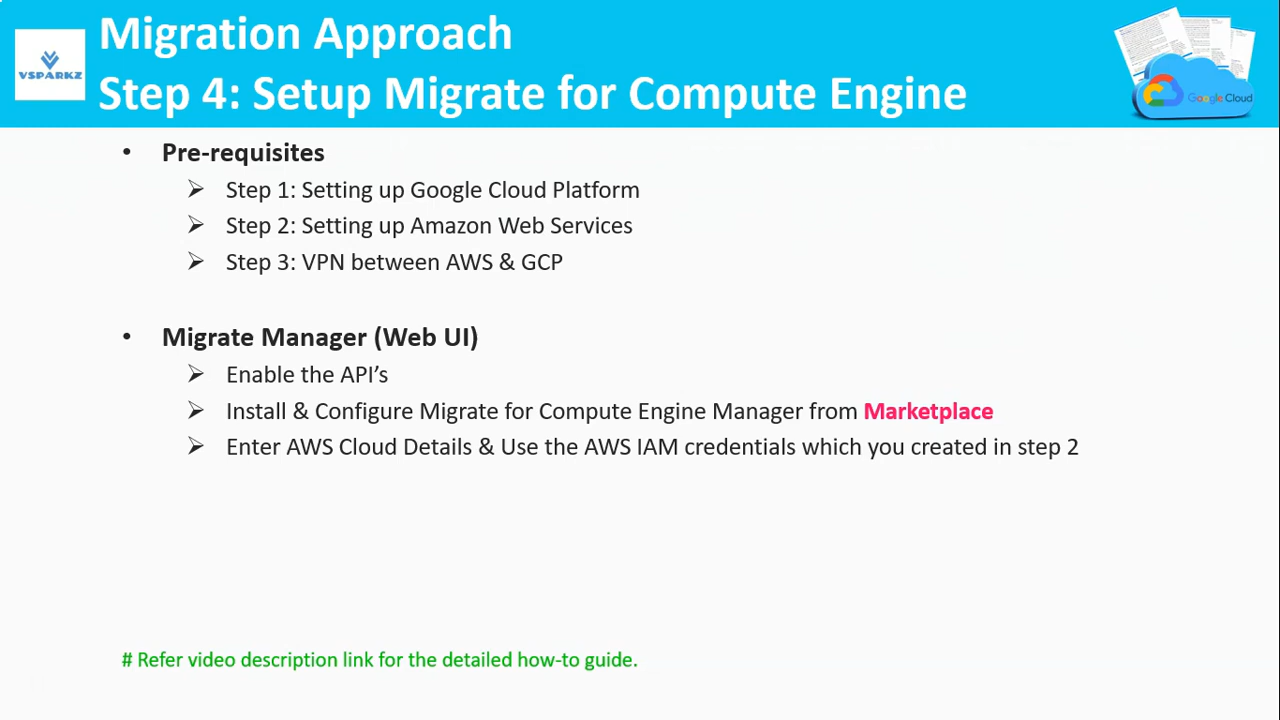 Migration Approach
VSPARKZ
Step 4: Setup Migrate for Compute Engine
Google Cloud
• Pre-requisites
➢ Step 1: Setting up Google Cloud Platform
➢ Step 2: Setting up Amazon Web Services
➢ Step 3: VPN between AWS & GCP
• Migrate Manager (Web UI)
➢ Enable the API’s
➢ Install & Configure Migrate for Compute Engine Manager from Marketplace
➢ Enter AWS Cloud Details & Use the AWS IAM credentials which you created in step 2
# Refer video description link for the detailed how-to guide.